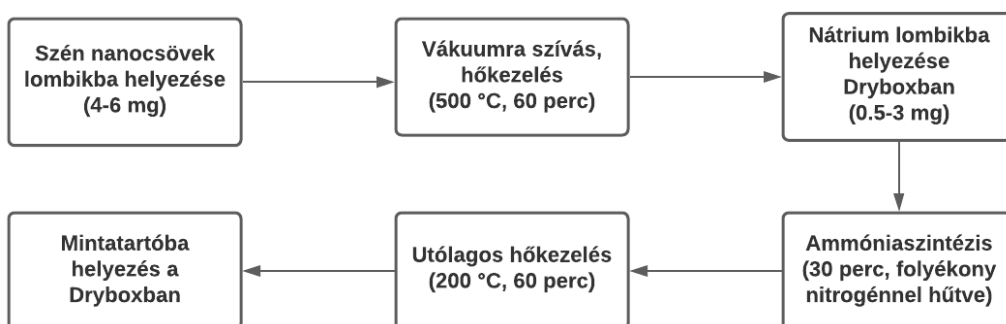 Szén nanocsövek
lombikba helyezése
(4-6 mg)
Vákuumra szívás,
hőkezelés
(500 °C, 60 perc)
Nátrium lombikba
helyezése
Dryboxban
(0.5-3 mg)
Ammóniaszintézis
(30 perc, folyékony
nitrogénnel hűtve)
Utólagos hőkezelés
(200 °C, 60 perc)
Mintatartóba
helyezés a
Dryboxban